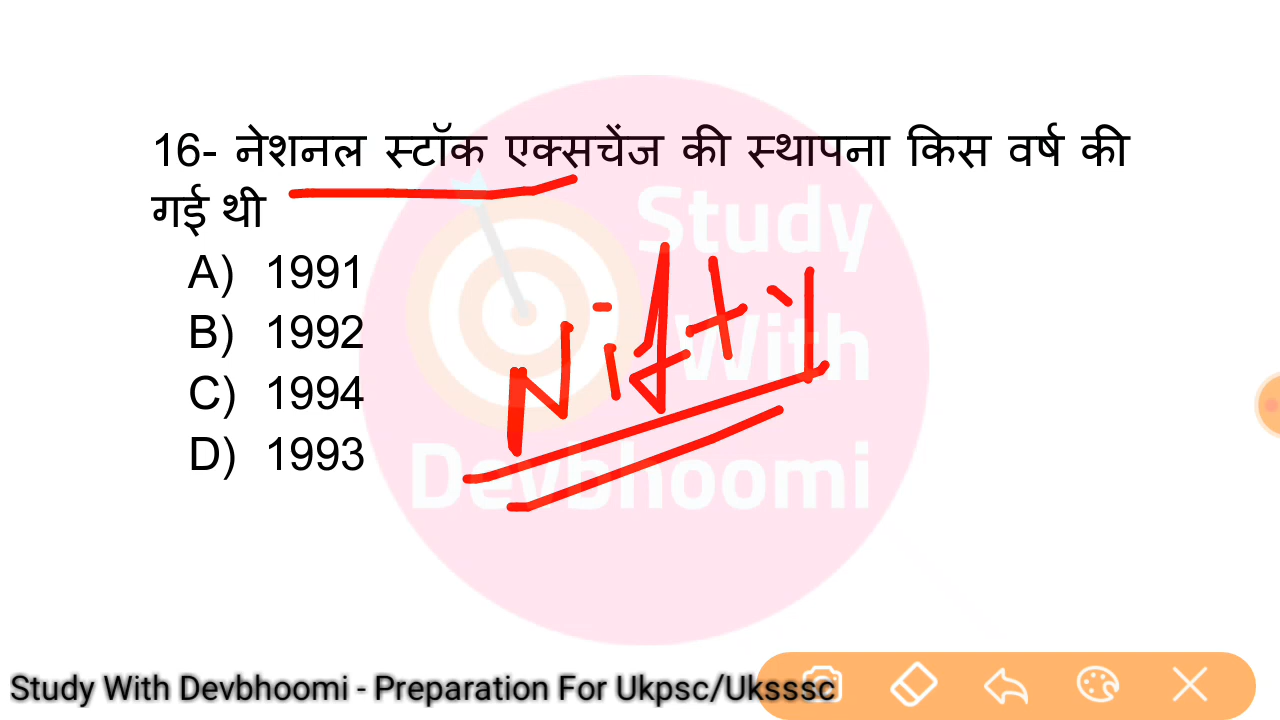 16- नेशनल स्टॉक एक्सचेंज की स्थापना किस वर्ष की
गई थी
A) 1991
B) 1992
C) 1994
D) 1993
Nifty
Study
With
Devbhoomi
Study With Devbhoomi - Preparation For Ukpsc/Uksssc